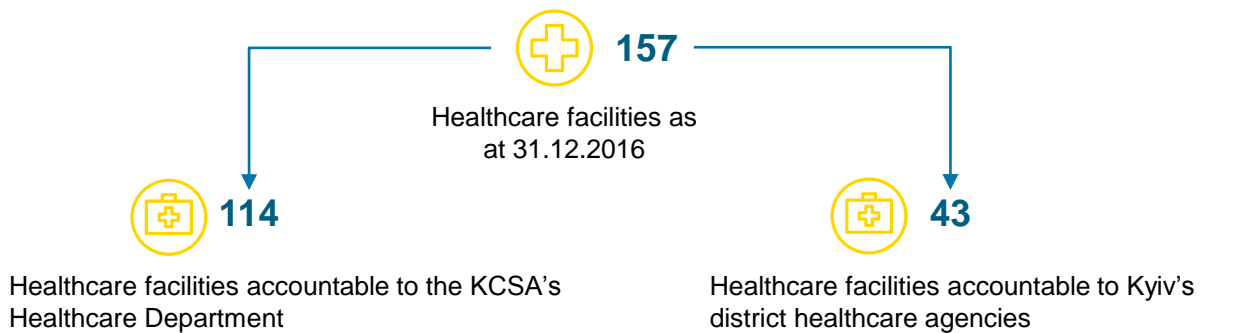 157
Healthcare facilities as
at 31.12.2016
114
Healthcare facilities accountable to the KCSA’s
Healthcare Department
43
Healthcare facilities accountable to Kyiv’s
district healthcare agencies